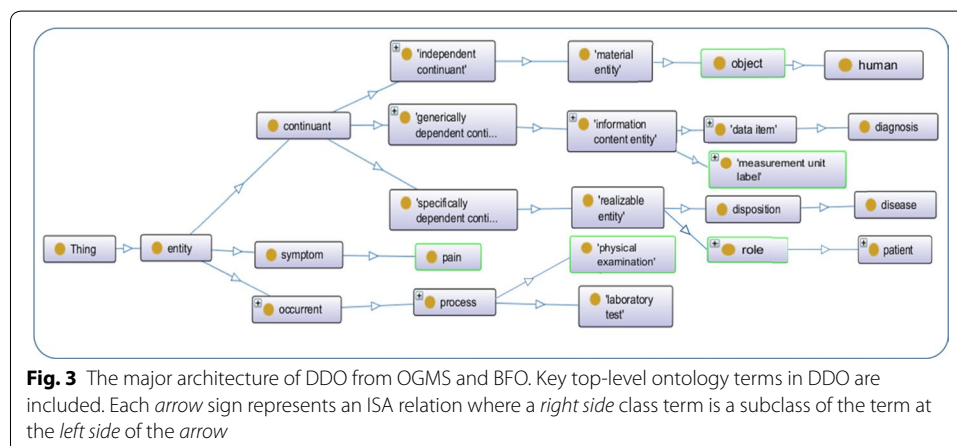 'independent
continuant'
'material
entity'
object
human
continuant
'generically
dependent conti...
'information
content entity'
'data item'
diagnosis
'measurement unit
label'
'specifically
dependent conti...
'realizable
entity'
disposition
disease
Thing
entity
symptom
pain
'physical
examination'
role
patient
occurrent
process
'laboratory
test'
Fig. 3 The major architecture of DDO from OGMS and BFO. Key top-level ontology terms in DDO are
included. Each arrow sign represents an ISA relation where a right side class term is a subclass of the term at
the left side of the arrow